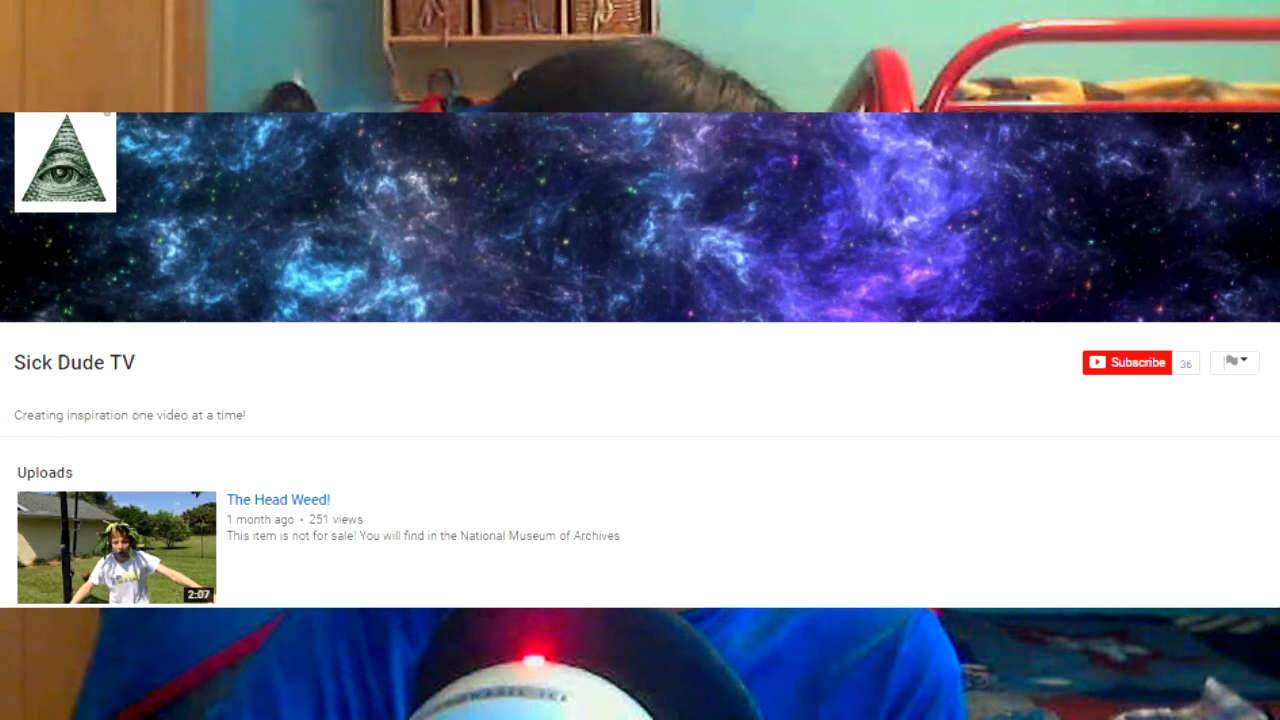 Sick Dude TV
Subscribe 36
Creating inspiration one video at a time!
Uploads
The Head Weed!
1 month ago • 251 views
This item is not for sale! You will find in the National Museum of Archives
2:07